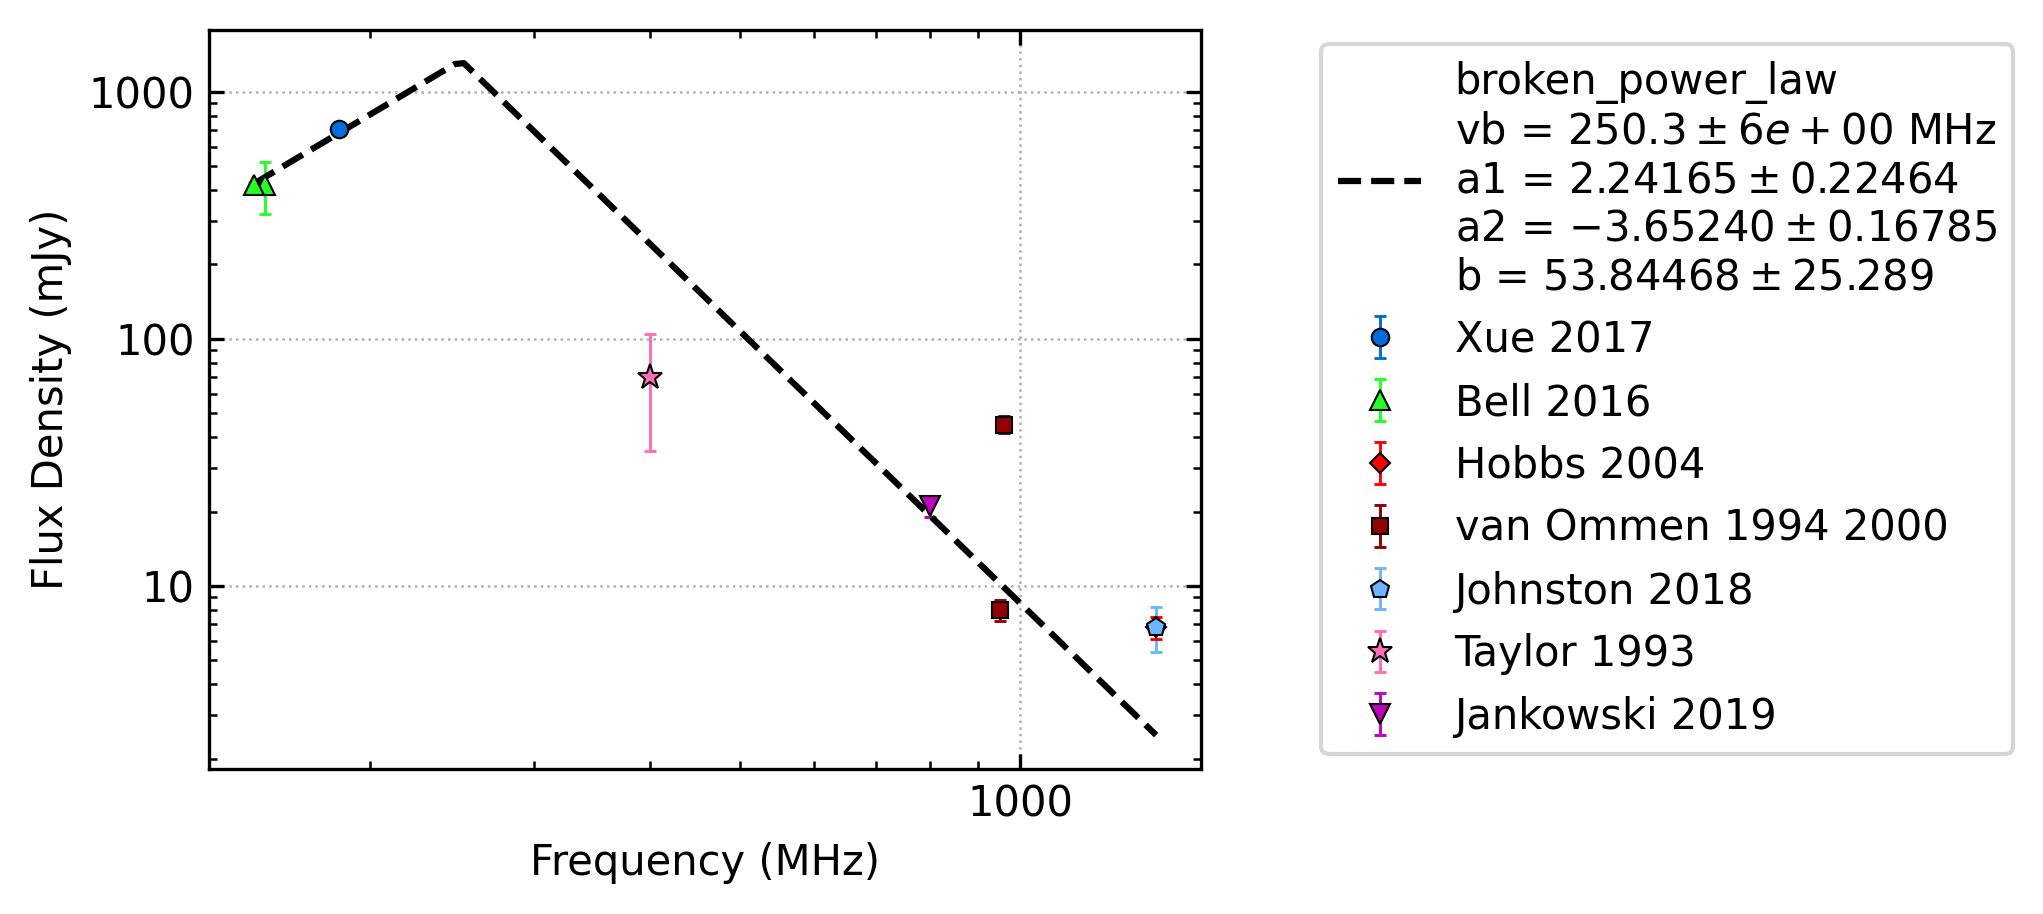 1000
100
10
Flux Density (mJy)
1000
Frequency (MHz)
broken_power_law
vb = 250.3 ± 6e + 00 MHz
a1 = 2.24165 ± 0.22464
a2 = −3.65240 ± 0.16785
b = 53.84468 ± 25.289
Xue 2017
Bell 2016
Hobbs 2004
van Ommen 1994 2000
Johnston 2018
Taylor 1993
Jankowski 2019